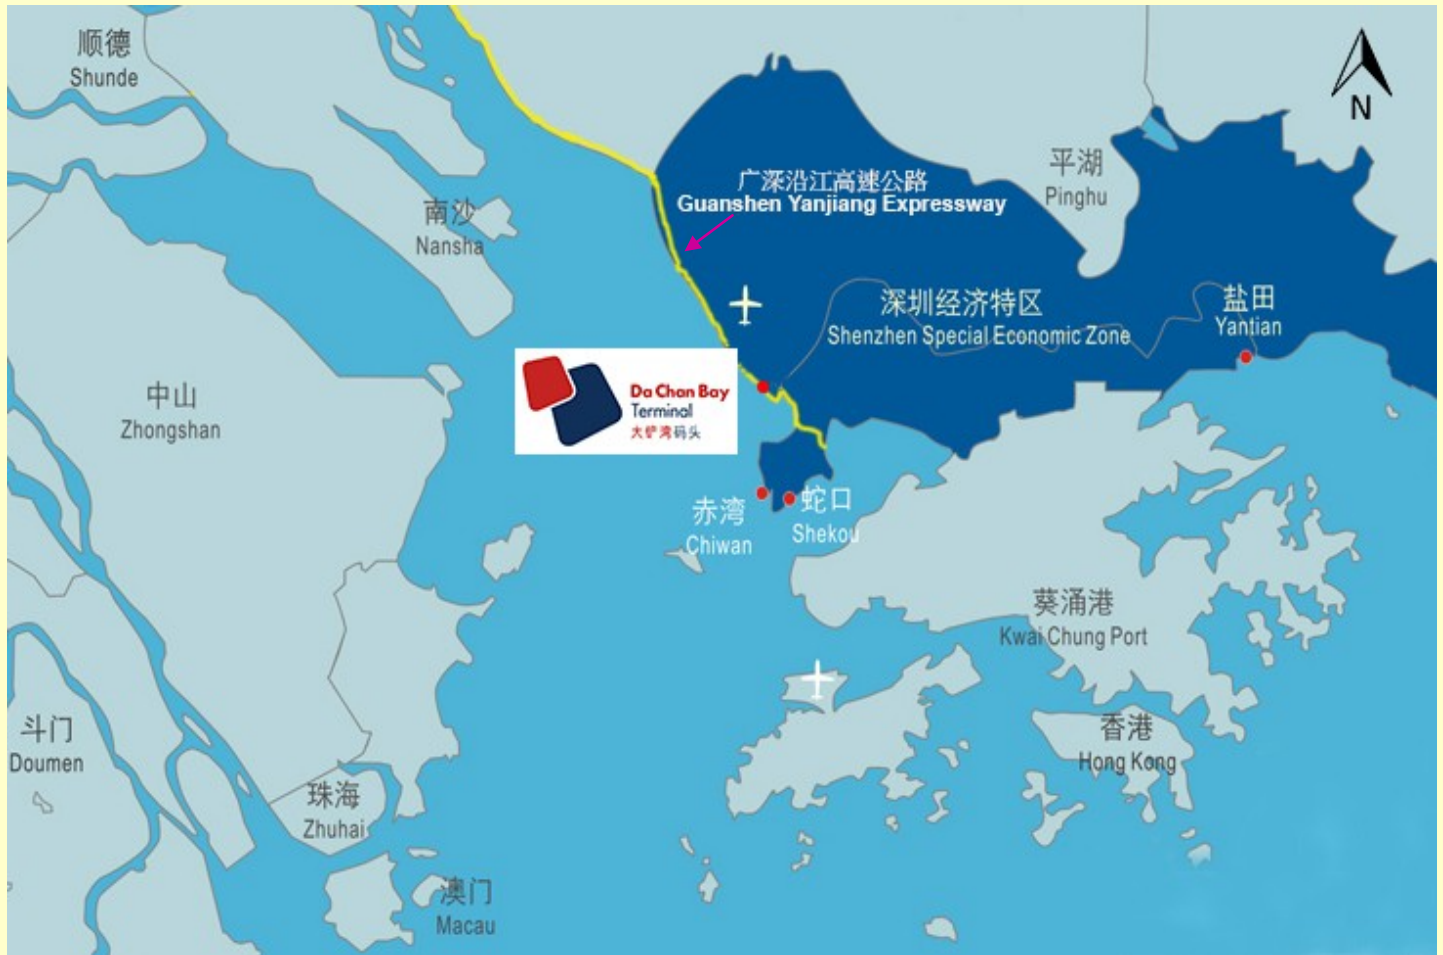 顺德
Shunde
N
平湖
Pinghu
广深沿江高速公路
Guanshen Yanjiang Expressway
南沙
Nansha
深圳经济特区
Shenzhen Special Economic Zone
盐田
Yantian
Da Chan Bay
Terminal
大铲湾码头
中山
Zhongshan
赤湾
Chiwan
蛇口
Shekou
葵涌港
Kwai Chung Port
斗门
Doumen
香港
Hong Kong
珠海
Zhuhai
澳门
Macau